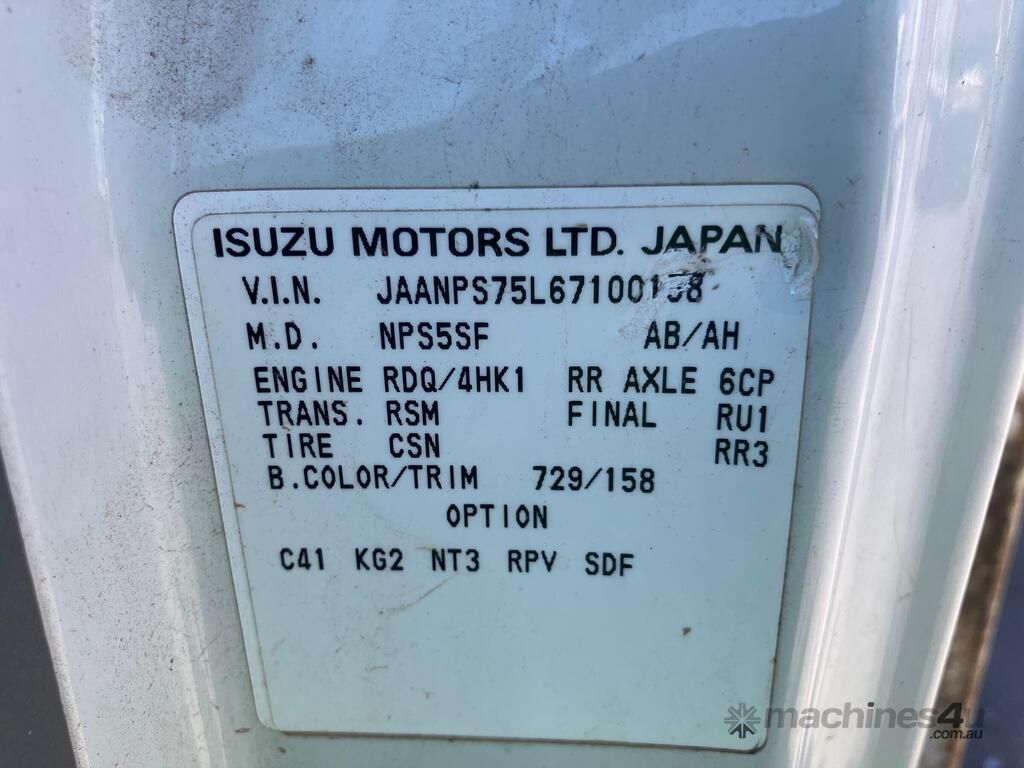 ISUZU MOTORS LTD. JAPAN
V.I.N.
M.D. NPS5SF AB/AH
ENGINE RDQ/4HK1 RR AXLE 6CP
TRANS. RSM FINAL RU1
TIRE CSN RR3
B.COLOR/TRIM 729/158
OPTION
C41 KG2 NT3 RPV SDF
machines4u
.com.au